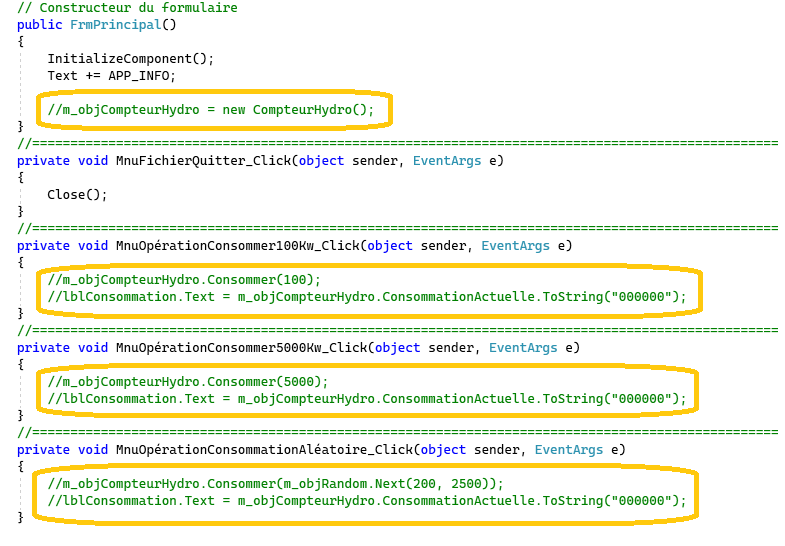 // Constructeur du formulaire
public FrmPrincipal()
{
InitializeComponent();
Text += APP_INFO;
//m_objCompteurHydro = new CompteurHydro();
}
//==================================================================================================
private void MnuFichierQuitter_Click(object sender, EventArgs e)
{
Close();
}
//==================================================================================================
private void MnuOpérationConsommer100Kw_Click(object sender, EventArgs e)
{
//m_objCompteurHydro.Consommer(100);
//lblConsommation.Text = m_objCompteurHydro.ConsommationActuelle.ToString("000000");
}
//==================================================================================================
private void MnuOpérationConsommer5000Kw_Click(object sender, EventArgs e)
{
//m_objCompteurHydro.Consommer(5000);
//lblConsommation.Text = m_objCompteurHydro.ConsommationActuelle.ToString("000000");
}
//==================================================================================================
private void MnuOpérationConsommationAléatoire_Click(object sender, EventArgs e)
{
//m_objCompteurHydro.Consommer(m_objRandom.Next(200, 2500));
//lblConsommation.Text = m_objCompteurHydro.ConsommationActuelle.ToString("000000");
}